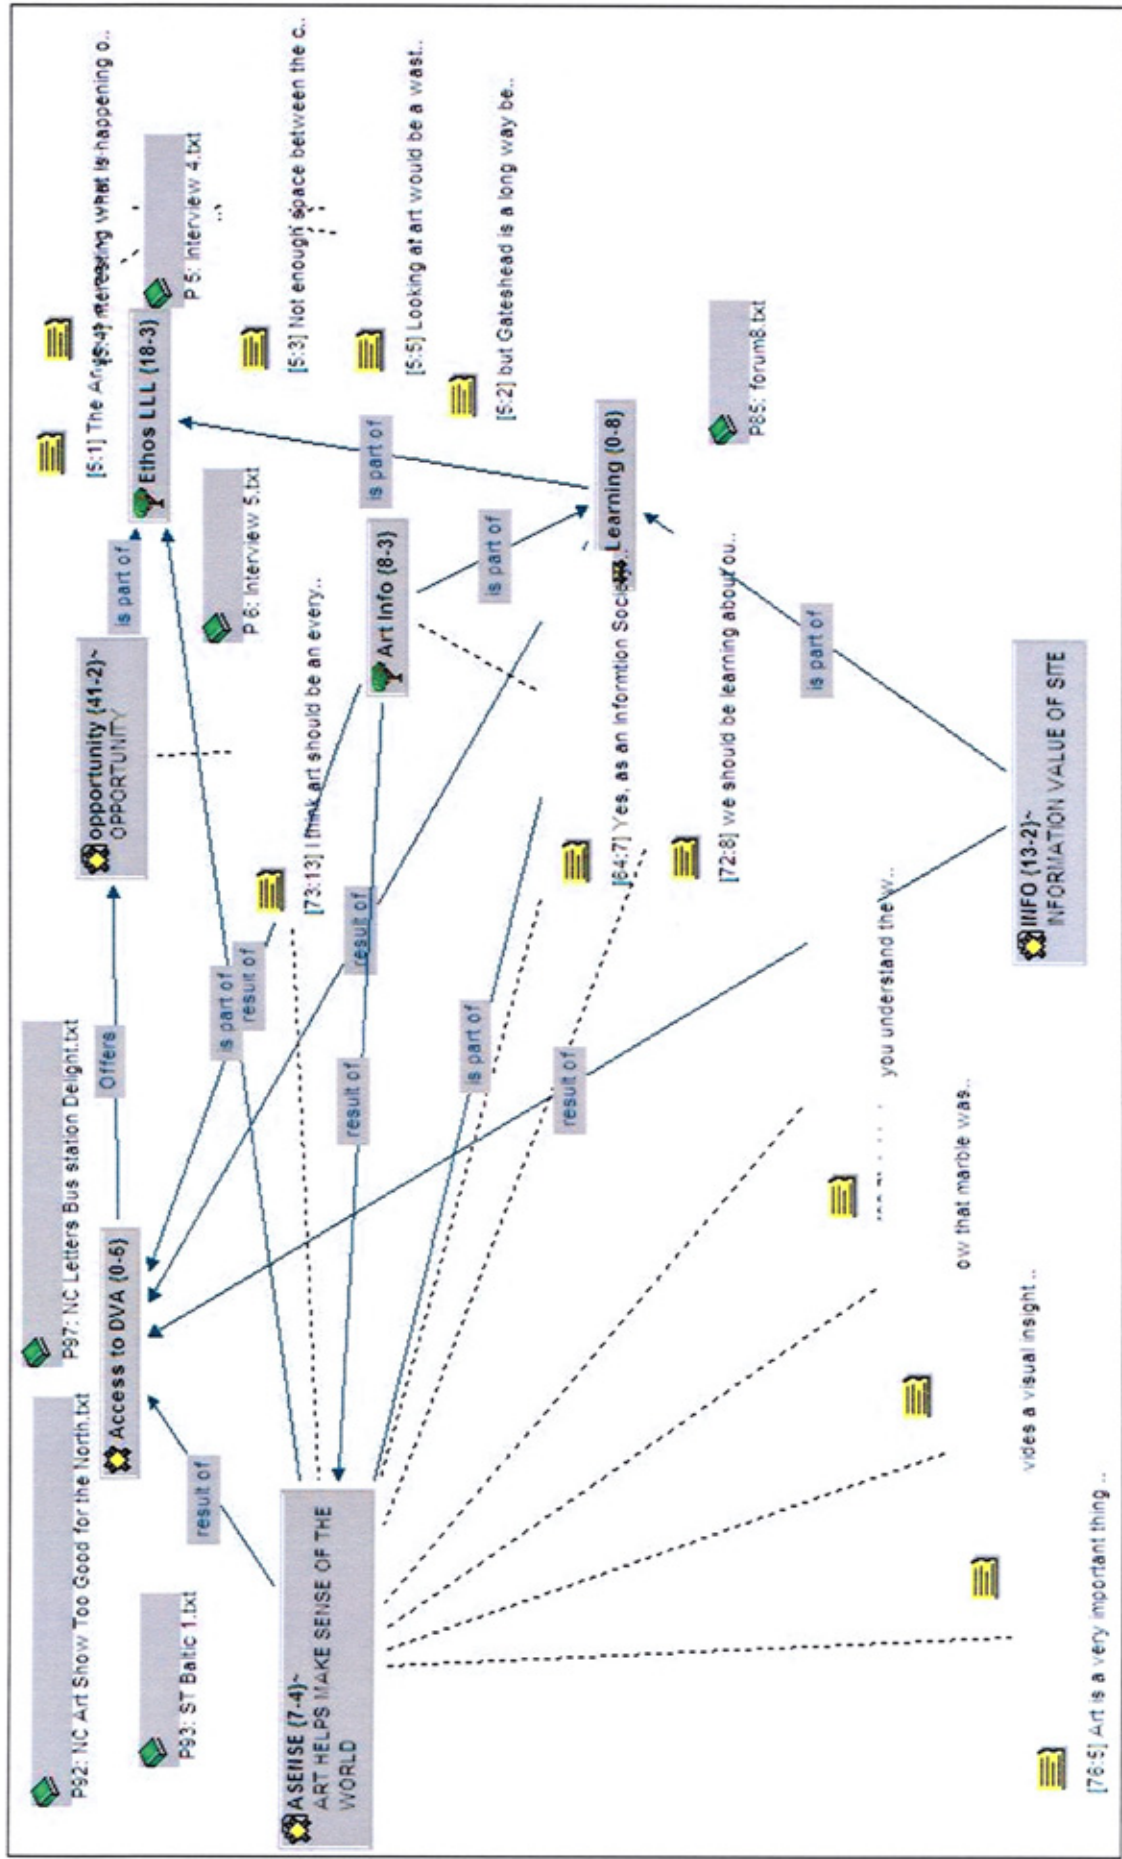 P92: NC Art Show Too Good for the North.txt
P97: NC Letters Bus station Delight.txt
[5:1] The
[5:4] nteresting what is happening o..
P93: ST Baltic 1.txt
Access to DVA {0-6}
Offers
opportunity {41-2}~
OPPORTUNITY
is part of
Ethos LLL {18-3}
P 5: Interview 4.txt
result of
is part of
result of
P 6: Interview 5.txt
[5:3] Not enough space between the c..
ASENSE {7-4}~
ART HELPS MAKE SENSE OF THE
WORLD
[73:13] I think art should be an every..
result of
result of
Art Info {8-3}
is part of
[5:5] Looking at art would be a wast..
is part of
is part of
[5:2] but Gateshead is a long way be..
result of
[64:7] Yes, as an Informtion Society..
Learning {0-8}
[72:8] we should be learning about ou..
P85: forum8.txt
is part of
you understand the w..
ow that marble was..
vides a visual insight ..
INFO {13-2}~
INFORMATION VALUE OF SITE
[76:5] Art is a very important thing ..